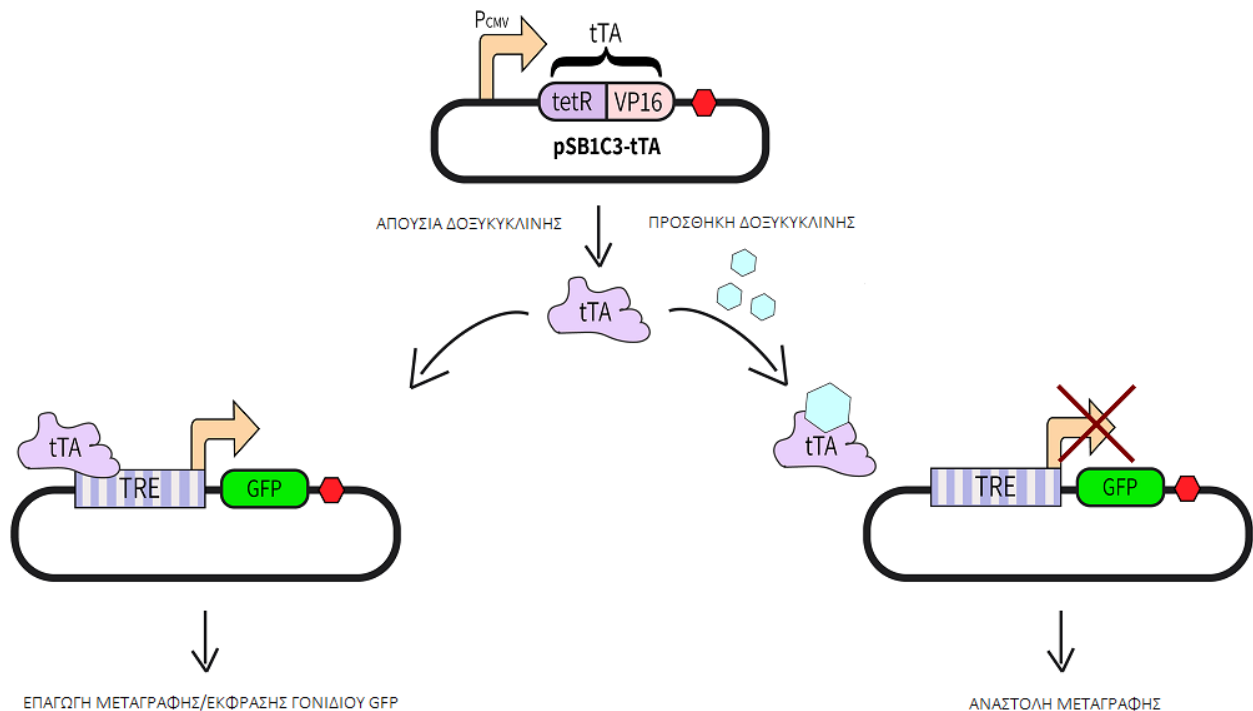 PCMV
tTA
tetR VP16
pSB1C3-tTA
ΑΠΟΥΣΙΑ ΔΟΞΥΚΥΚΛΙΝΗΣ
ΠΡΟΣΘΗΚΗ ΔΟΞΥΚΥΚΛΙΝΗΣ
tTA
tTA
TRE
GFP
tTA
TRE
GFP
ΕΠΑΓΩΓΗ ΜΕΤΑΓΡΑΦΗΣ/ΕΚΦΡΑΣΗΣ ΓΟΝΙΔΙΟΥ GFP
ΑΝΑΣΤΟΛΗ ΜΕΤΑΓΡΑΦΗΣ